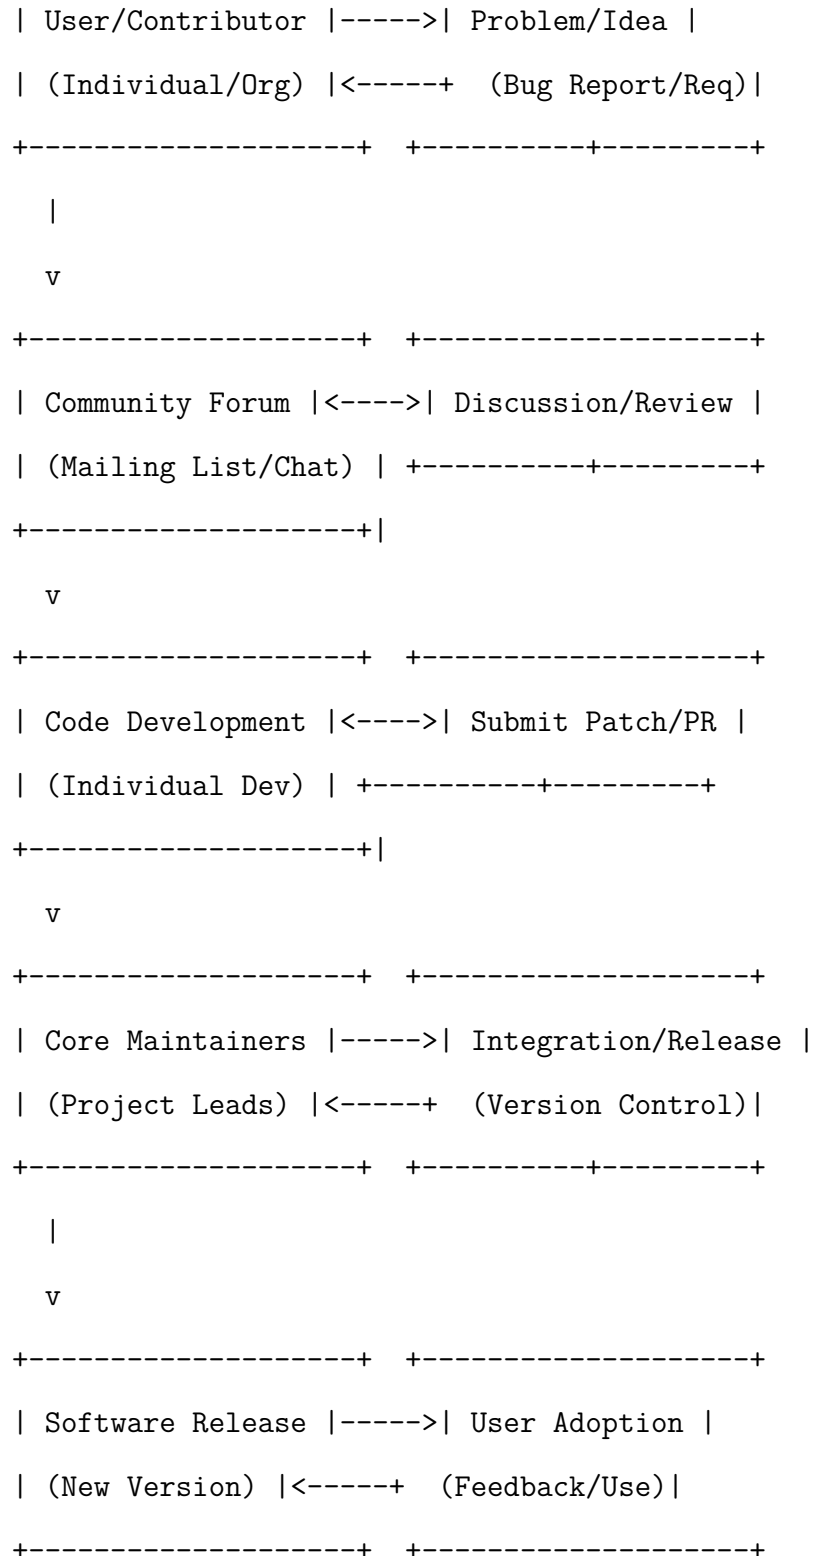 | User/Contributor |----->| Problem/Idea |
| (Individual/Org) |<-----+  (Bug Report/Req)|
+--------------------+  +----------+---------+
  |
  v
+--------------------+  +--------------------+
| Community Forum |<---->| Discussion/Review |
| (Mailing List/Chat) | +----------+---------+
+--------------------+|
  v
+--------------------+  +--------------------+
| Code Development |<---->| Submit Patch/PR |
| (Individual Dev) | +----------+---------+
+--------------------+|
  v
+--------------------+  +--------------------+
| Core Maintainers |----->| Integration/Release |
| (Project Leads) |<-----+  (Version Control)|
+--------------------+  +----------+---------+
  |
  v
+--------------------+  +--------------------+
| Software Release |----->| User Adoption |
| (New Version) |<-----+  (Feedback/Use)|
+--------------------+  +--------------------+